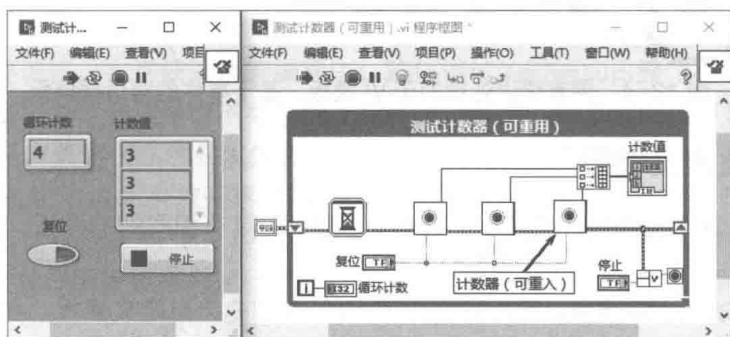 测试计...
文件(F) 编辑(E) 查看(V) 项目
循环计数
4
计数值
3
3
3
复位
停止
测试计数器（可重用）.vi 程序框图 *
文件(F) 编辑(E) 查看(V) 项目(P) 操作(O) 工具(T) 窗口(W) 帮助(H)
测试计数器（可重用）
计数值
复位 TF
计数器（可重入）
停止
TF
i I32 循环计数